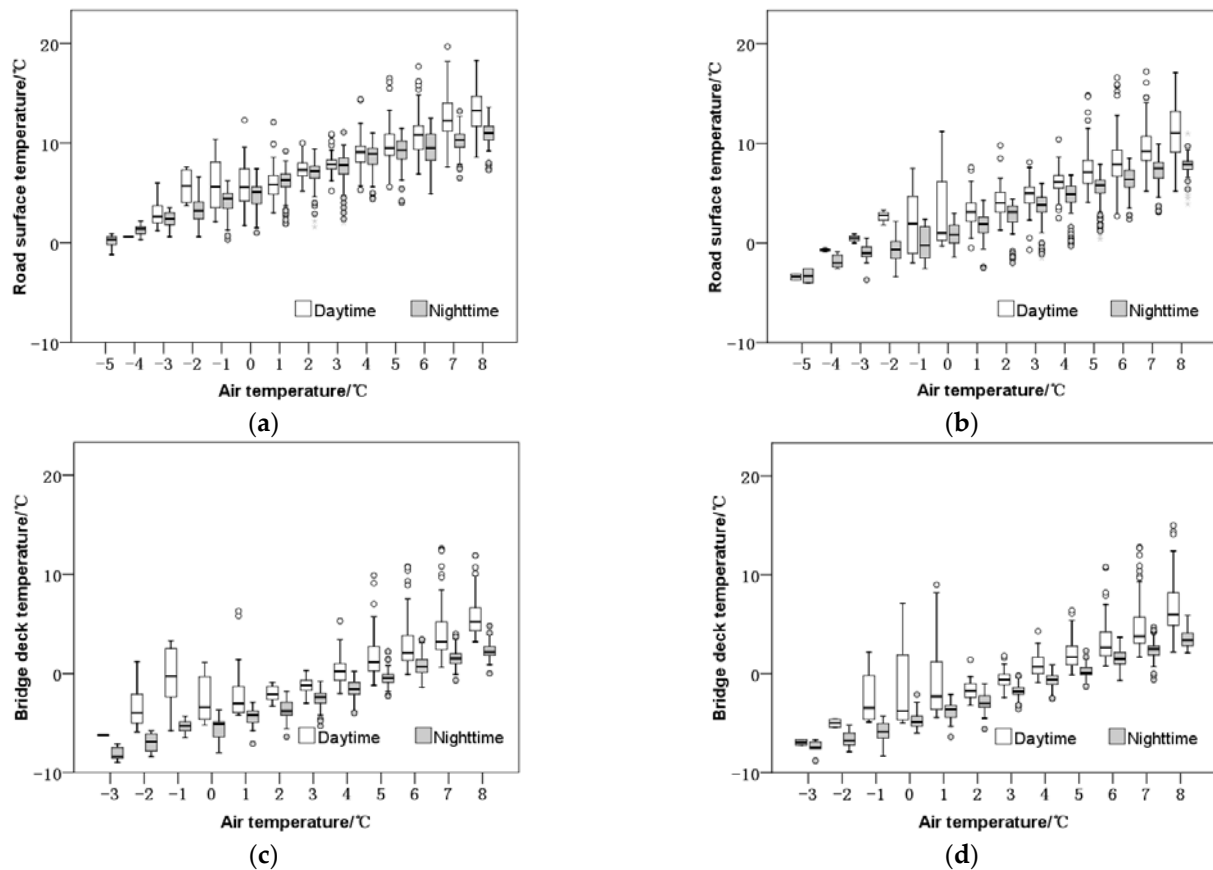 20
10
0
−10
Road surface temperature/℃
Daytime
Nighttime
−5 −4 −3 −2 −1 0 1 2 3 4 5 6 7 8
Air temperature/℃
(a)
20
10
0
−10
Road surface temperature/℃
Daytime
Nighttime
−5 −4 −3 −2 −1 0 1 2 3 4 5 6 7 8
Air temperature/℃
(b)
20
10
0
−10
Bridge deck temperature/℃
Daytime
Nighttime
−3 −2 −1 0 1 2 3 4 5 6 7 8
Air temperature/℃
(c)
20
10
0
−10
Bridge deck temperature/℃
Daytime
Nighttime
−3 −2 −1 0 1 2 3 4 5 6 7 8
Air temperature/℃
(d)